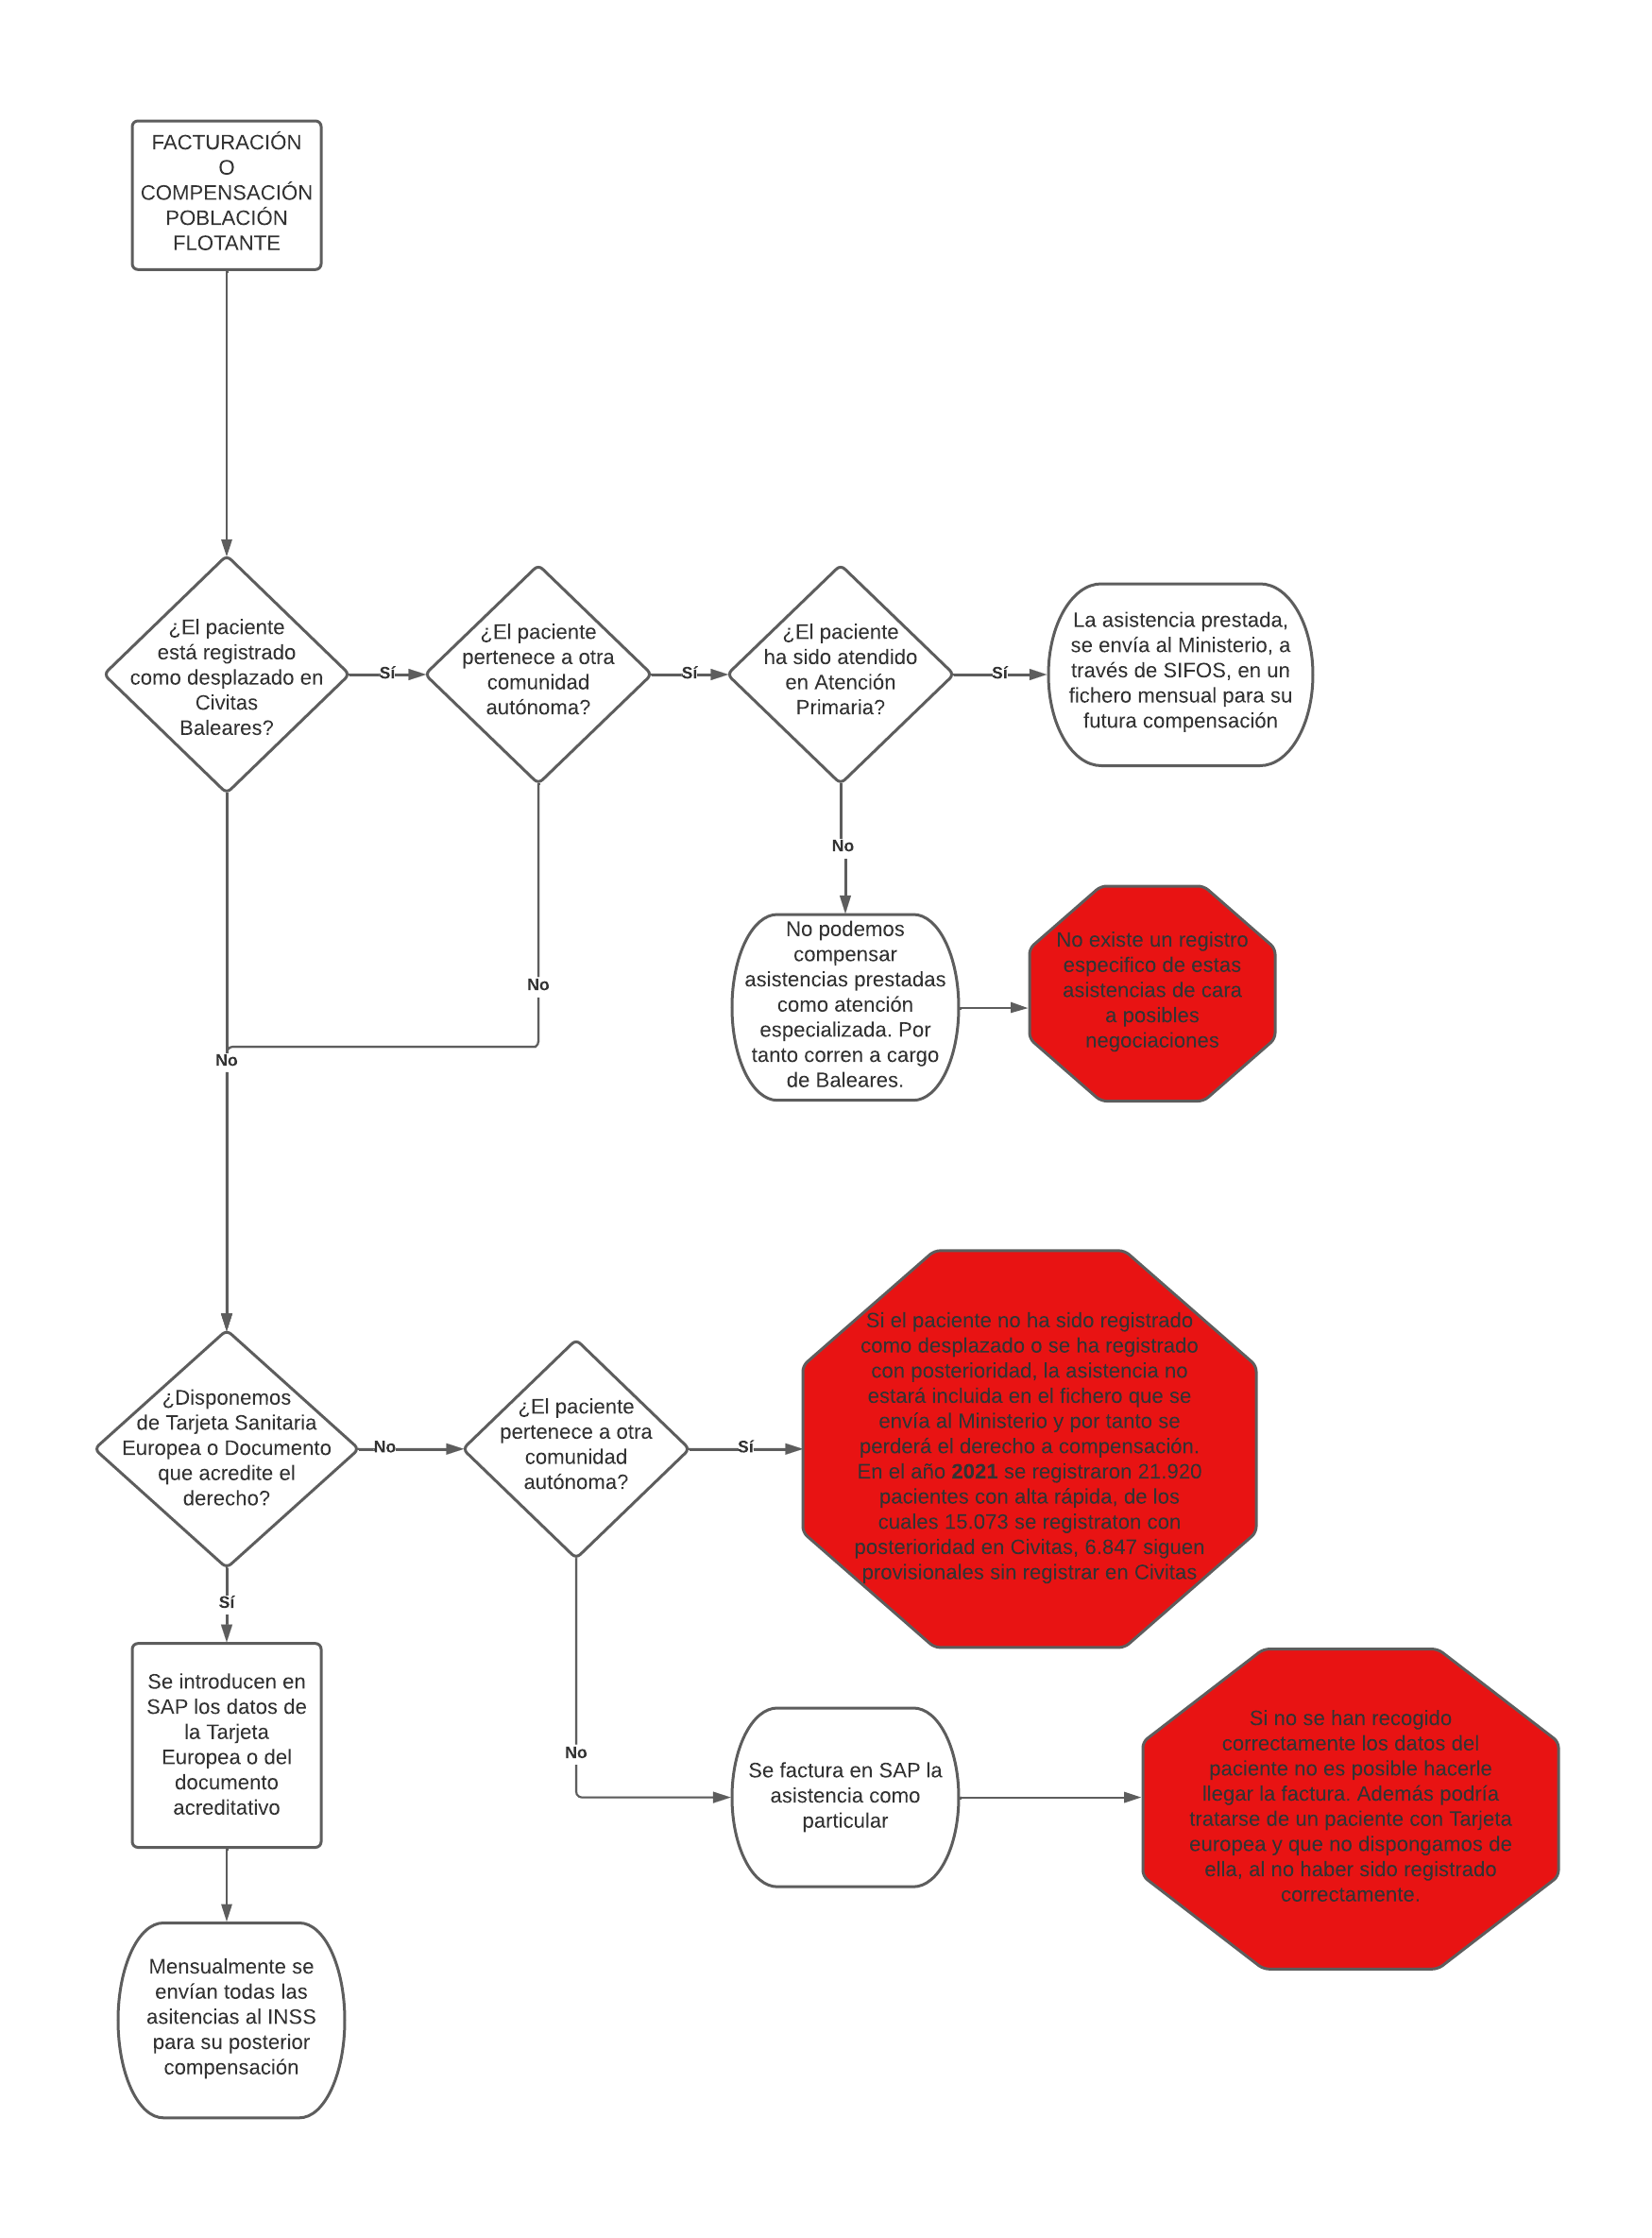 FACTURACIÓN
O
COMPENSACIÓN
POBLACIÓN
FLOTANTE
¿El paciente
está registrado
como desplazado en
Civitas
Baleares?
Sí
¿El paciente
pertenece a otra
comunidad
autónoma?
Sí
¿El paciente
ha sido atendido
en Atención
Primaria?
Sí
La asistencia prestada,
se envía al Ministerio, a
través de SIFOS, en un
fichero mensual para su
futura compensación
No
No podemos
compensar
asistencias prestadas
como atención
especializada. Por
tanto corren a cargo
de Baleares.
No existe un registro
especifico de estas
asistencias de cara
a posibles
negociaciones
No
No
¿Disponemos
de Tarjeta Sanitaria
Europea o Documento
que acredite el
derecho?
No
¿El paciente
pertenece a otra
comunidad
autónoma?
Sí
Si el paciente no ha sido registrado
como desplazado o se ha registrado
con posterioridad, la asistencia no
estará incluida en el fichero que se
envía al Ministerio y por tanto se
perderá el derecho a compensación.
En el año 2021 se registraron 21.920
pacientes con alta rápida, de los
cuales 15.073 se registraton con
posterioridad en Civitas, 6.847 siguen
provisionales sin registrar en Civitas
Sí
Se introducen en
SAP los datos de
la Tarjeta
Europea o del
documento
acreditativo
No
Se factura en SAP la
asistencia como
particular
Si no se han recogido
correctamente los datos del
paciente no es posible hacerle
llegar la factura. Además podría
tratarse de un paciente con Tarjeta
europea y que no dispongamos de
ella, al no haber sido registrado
correctamente.
Mensualmente se
envían todas las
asitencias al INSS
para su posterior
compensación